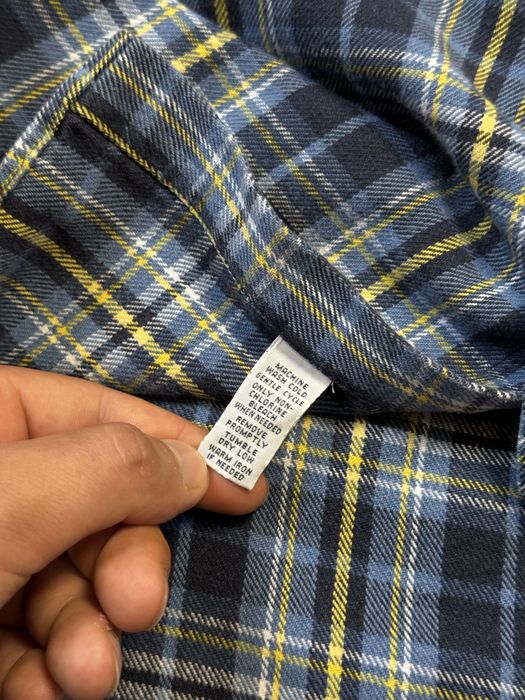 MACHINE
WASH COLD
GENTLE CYCLE
ONLY NON-
CHLORINE
BLEACH
WHEN NEEDED
REMOVE
PROMPTLY
TUMBLE
DRY LOW
WARM IRON
IF NEEDED